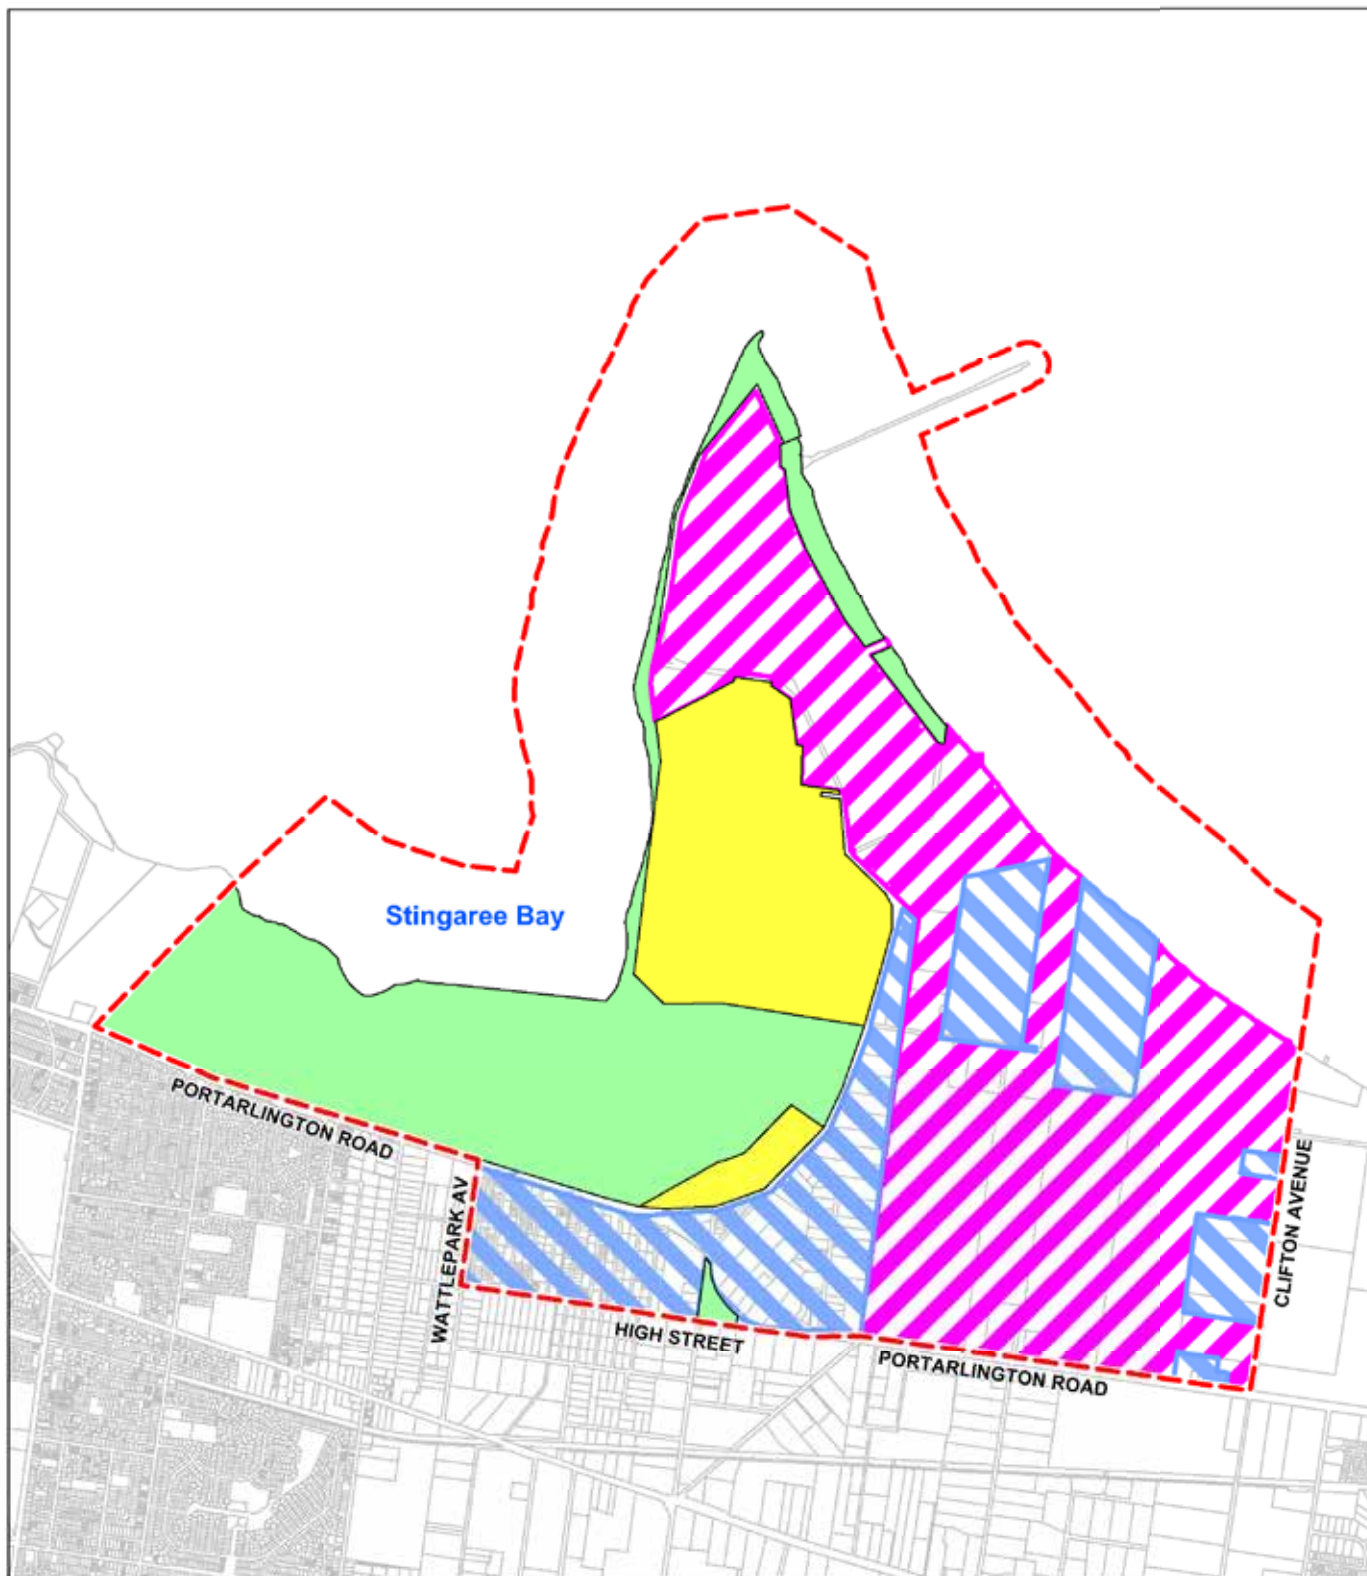 Stingaree Bay
PORTARLINGTON ROAD
WATTLEPARK AV
CLIFTON AVENUE
HIGH STREET
PORTARLINGTON ROAD